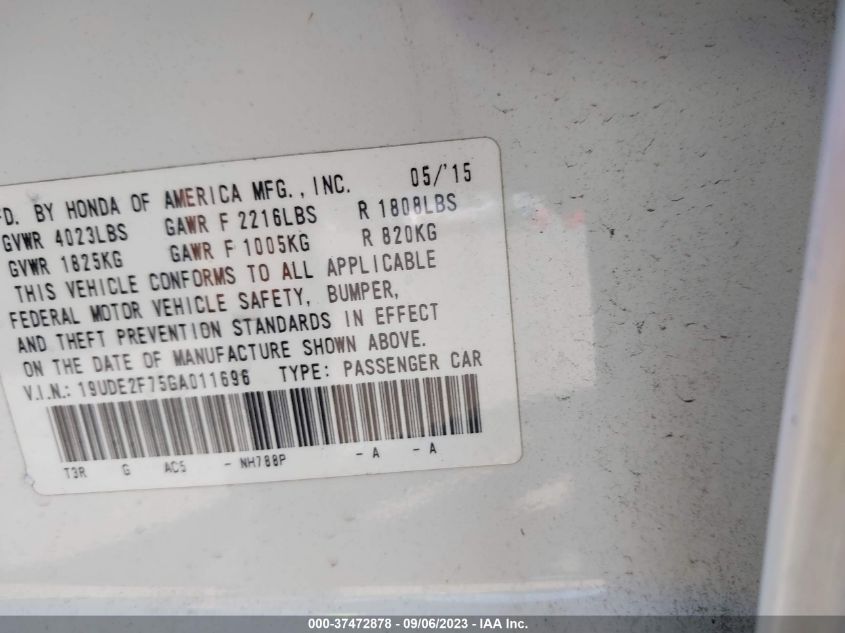 FD. BY HONDA OF AMERICA MFG., INC. 05/'15
GVWR 4023LBS GAWR F 2216LBS R 1808LBS
GVWR 1825KG GAWR F 1005KG R 820KG
THIS VEHICLE CONFORMS TO ALL APPLICABLE
FEDERAL MOTOR VEHICLE SAFETY, BUMPER,
AND THEFT PREVENTION STANDARDS IN EFFECT
ON THE DATE OF MANUFACTURE SHOWN ABOVE.
V.I.N.: 19UDE2F75GA011696 TYPE: PASSENGER CAR
T3R G AC5 - NH788P - A - A
000-37472878 - 09/06/2023 - IAA Inc.